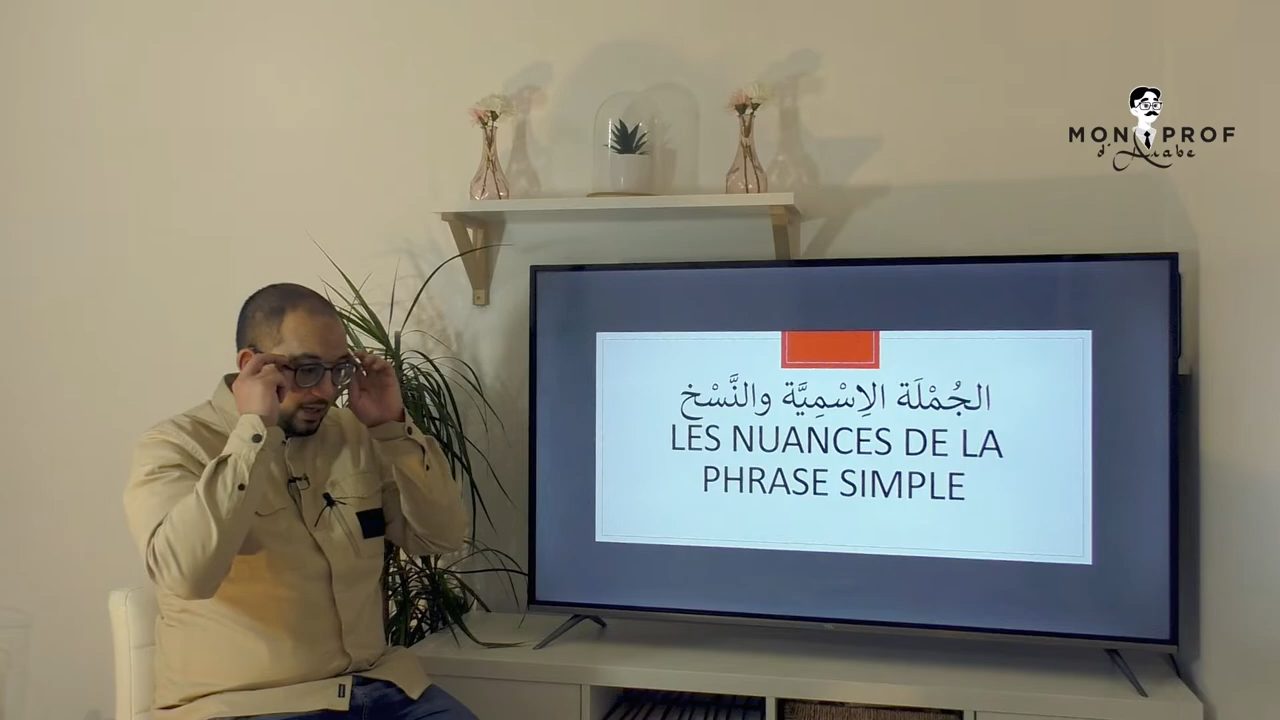 MON PROF
d'Arabe
الجُمْلَة الاِسْمِيَّة والنَّسْخ
LES NUANCES DE LA
PHRASE SIMPLE